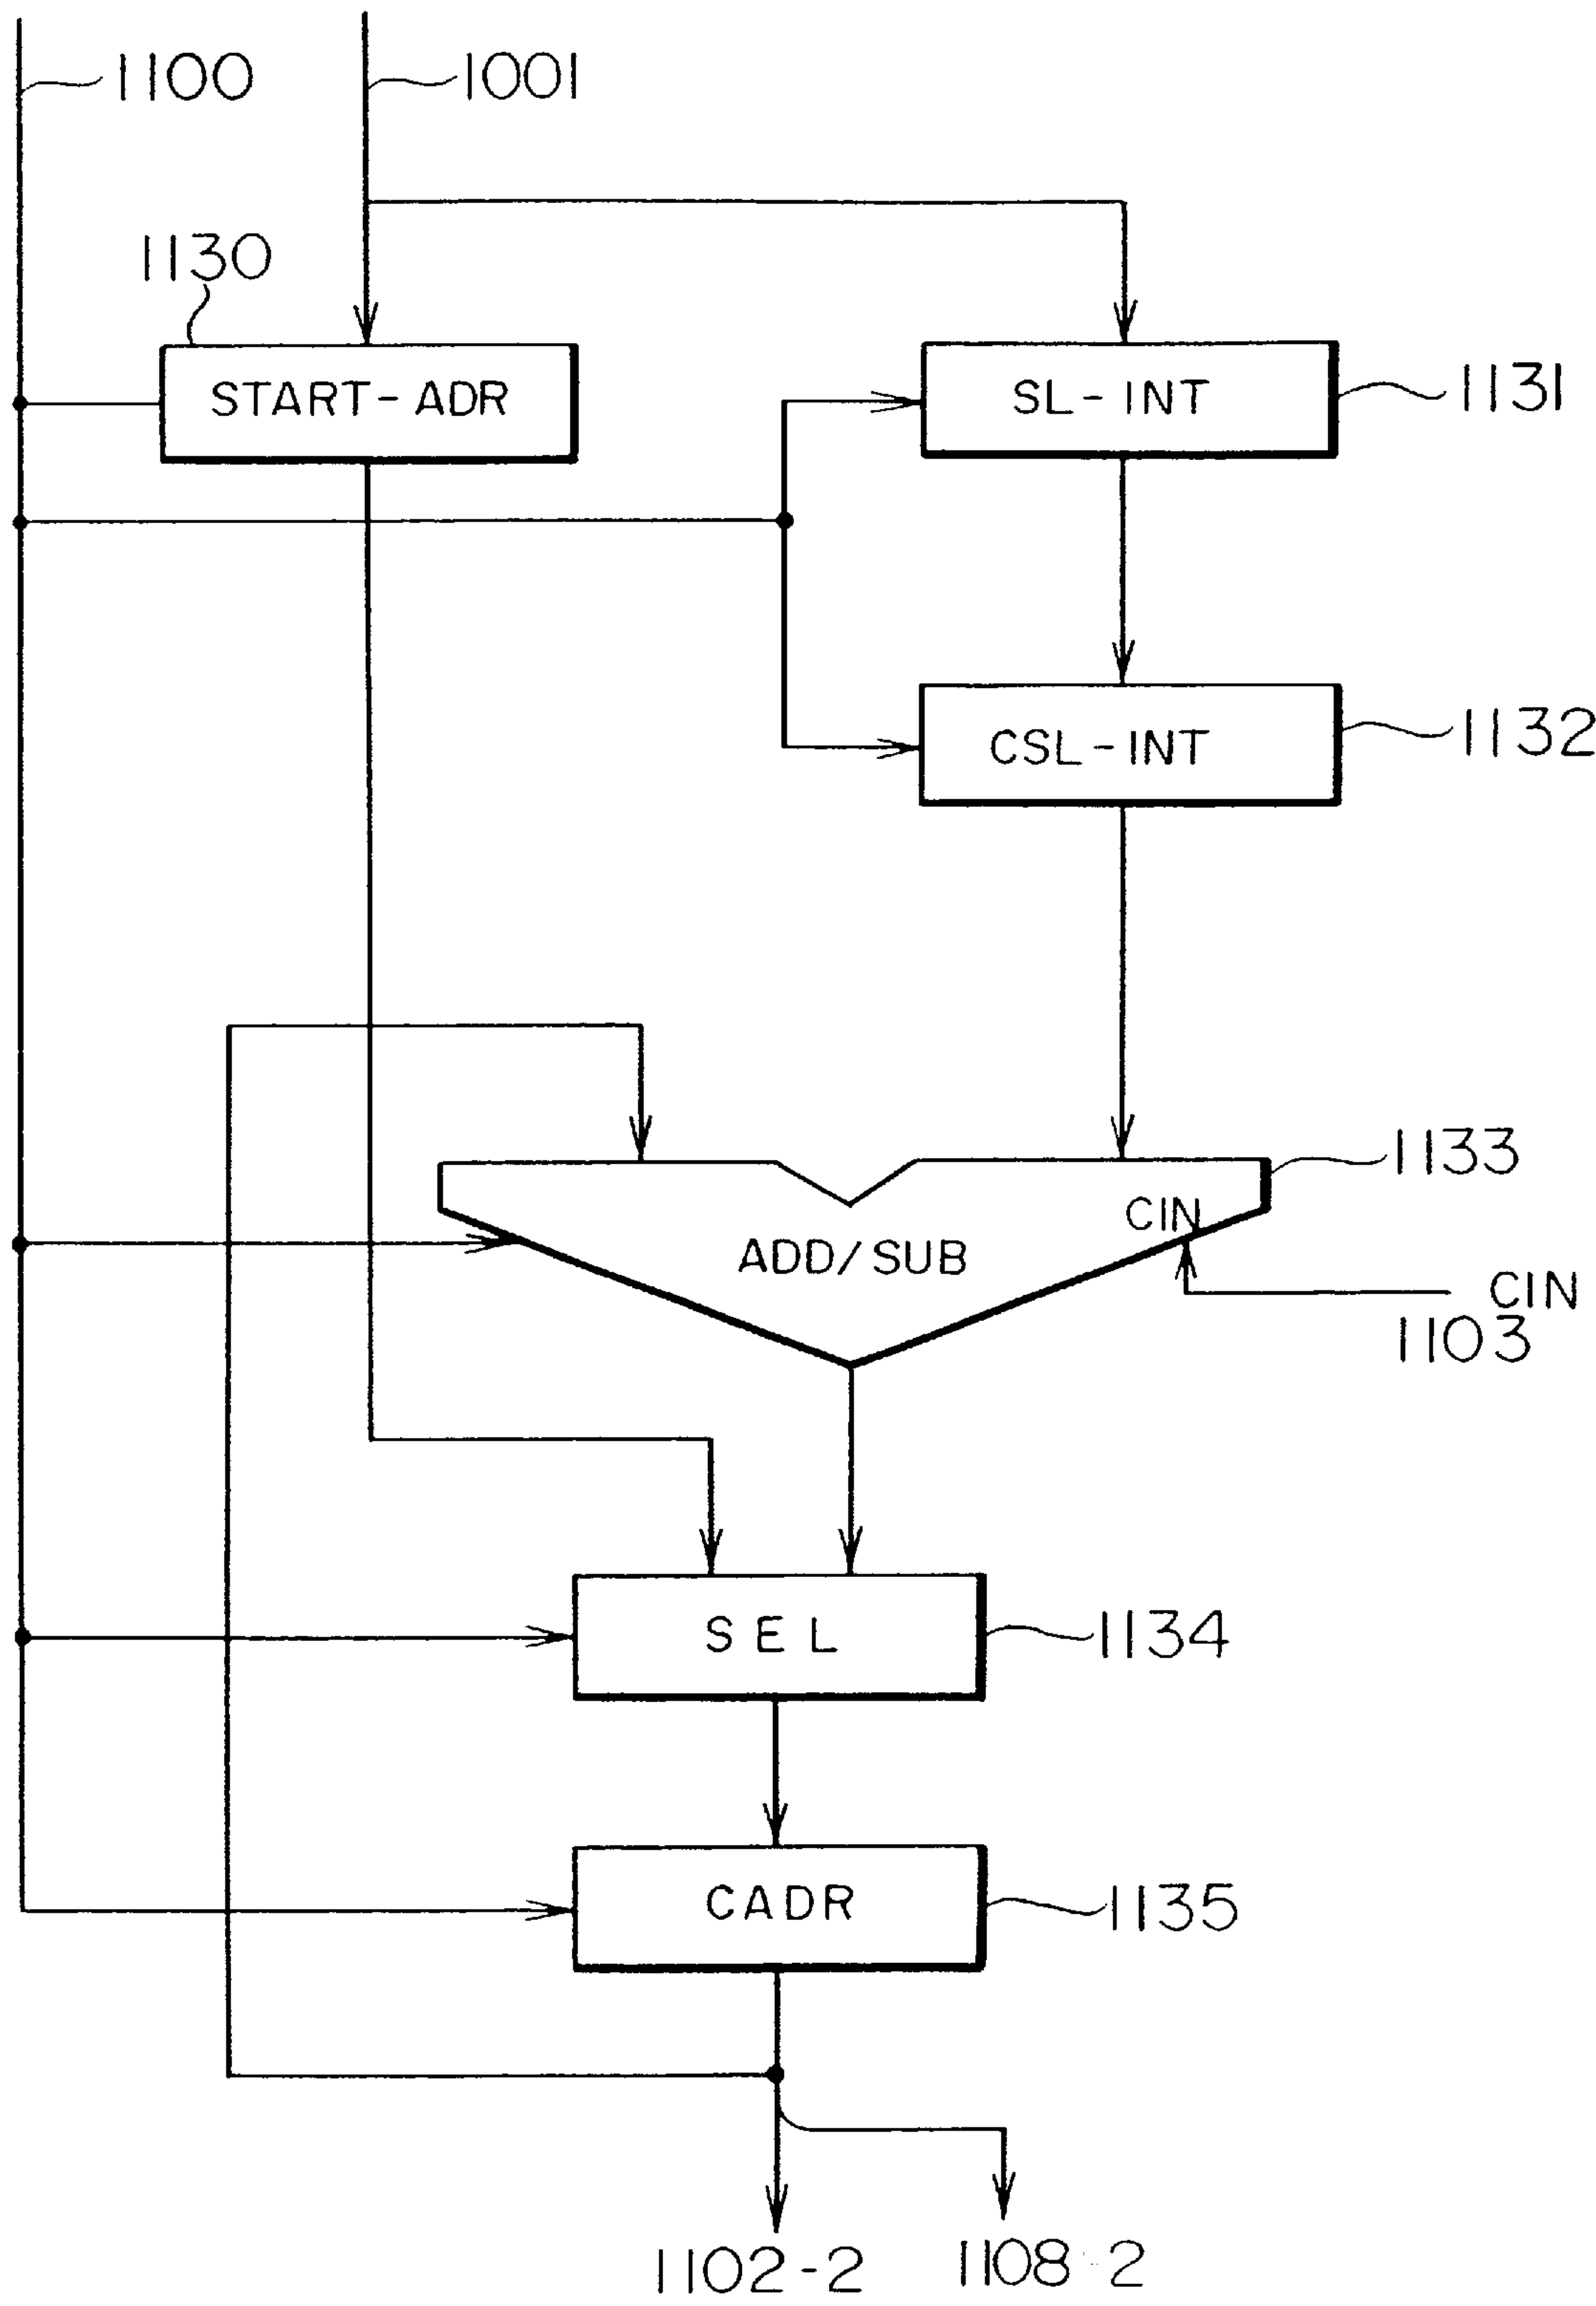 1100
1001
1130
START-ADR
SL-INT
1131
CSL-INT
1132
1133
CIN
ADD/SUB
CIN
1103
SEL
1134
CADR
1135
1102-2
1108-2